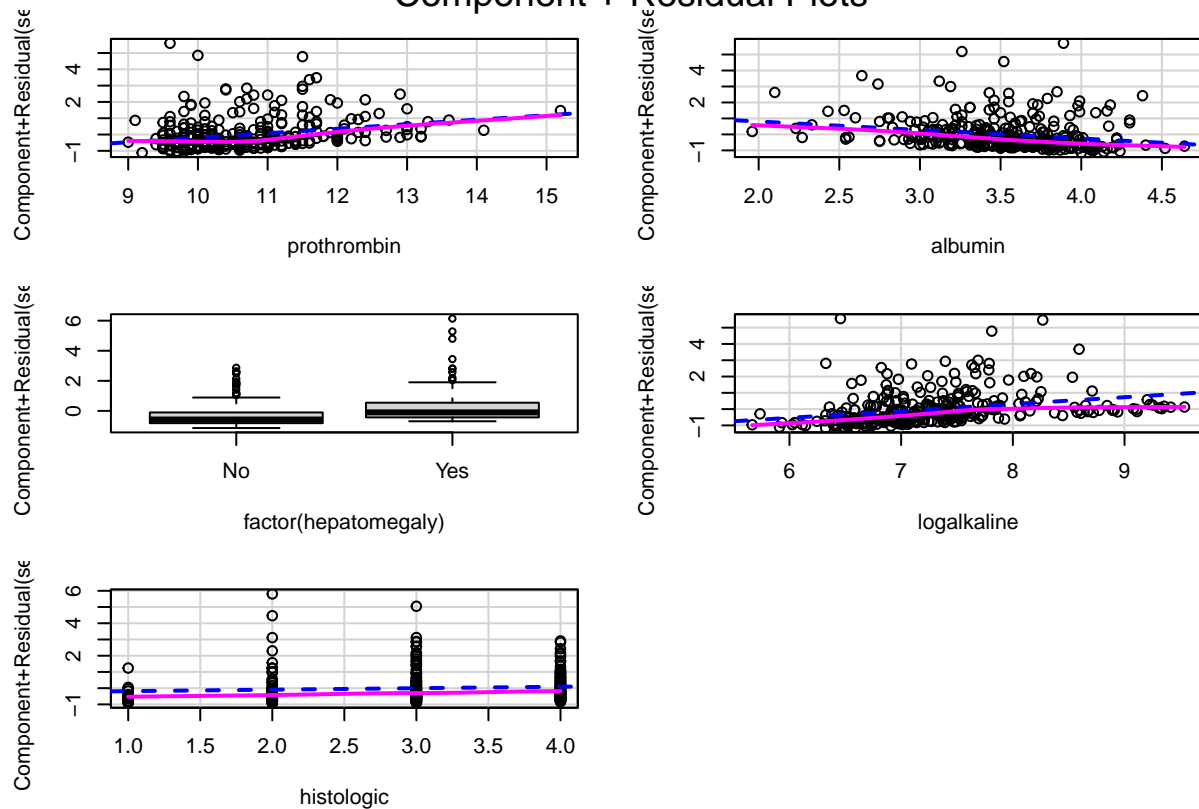 Component + Residual Plots
Component+Residual(se
4
2
−1
9 10 11 12 13 14 15
prothrombin
Component+Residual(se
4
2
−1
2.0 2.5 3.0 3.5 4.0 4.5
albumin
Component+Residual(se
6
4
2
0
No Yes
factor(hepatomegaly)
Component+Residual(se
4
2
−1
6 7 8 9
logalkaline
Component+Residual(se
6
2
−1
1.0 1.5 2.0 2.5 3.0 3.5 4.0
histologic